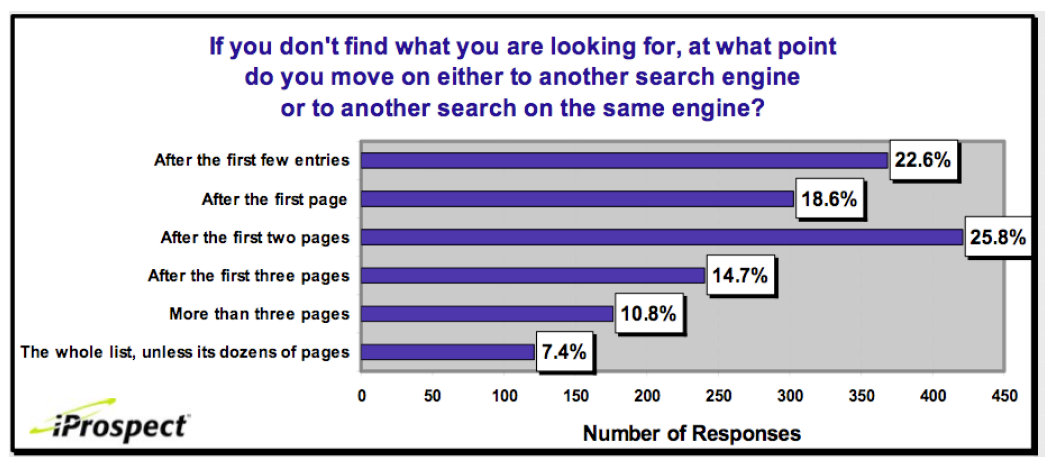 If you don't find what you are looking for, at what point
do you move on either to another search engine
or to another search on the same engine?
After the first few entries 22.6%
After the first page 18.6%
After the first two pages 25.8%
After the first three pages 14.7%
More than three pages 10.8%
The whole list, unless its dozens of pages 7.4%
0 50 100 150 200 250 300 350 400 450
iProspect
Number of Responses